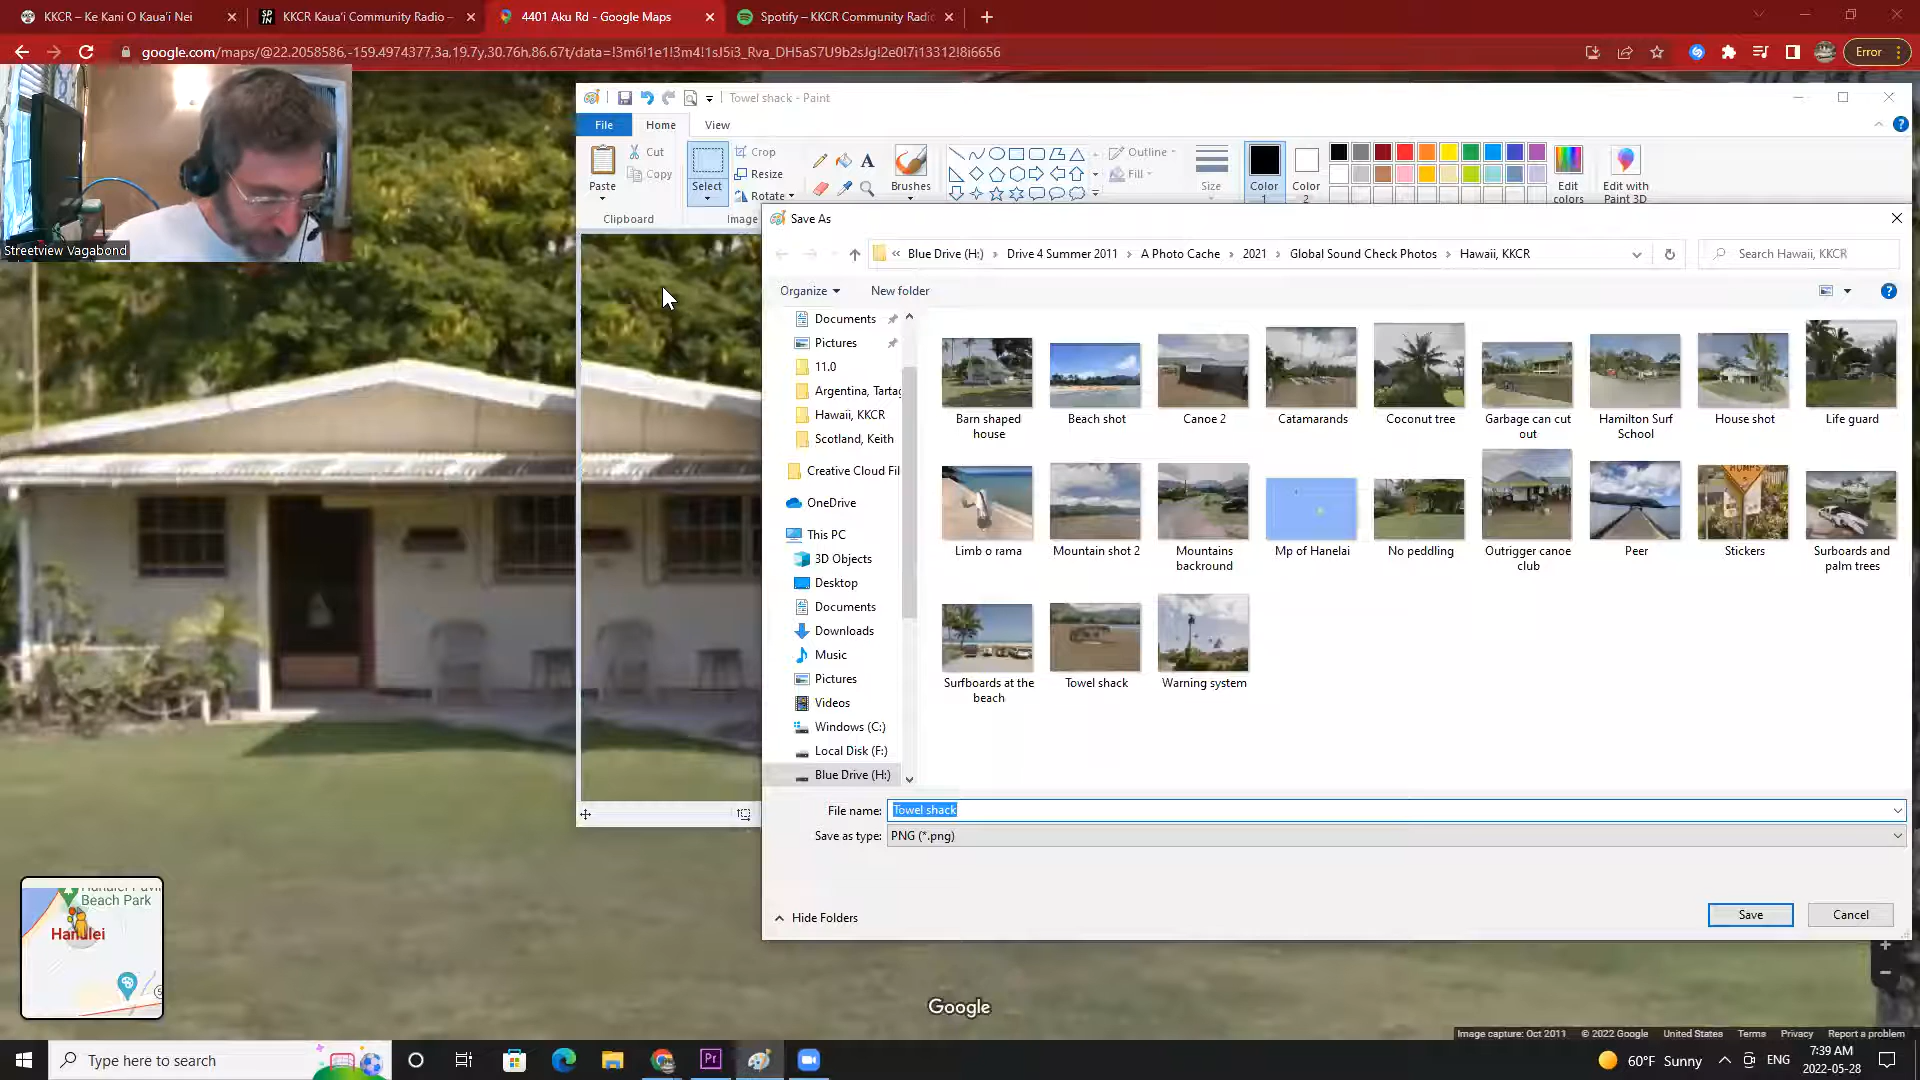 KKCR – Ke Kani O Kaua'i Nei
KKCR Kaua'i Community Radio –
4401 Aku Rd - Google Maps
Spotify – KKCR Community Radio
google.com/maps/@22.2058586,-159.4974377,3a,19.7y,30.76h,86.67t/data=!3m6!1e1!3m4!1sJ5i3_Rva_DH5aS7U9b2sJg!2e0!7i13312!8i6656
Error
Streetview Vagabond
Towel shack - Paint
File
Home
View
Paste
Cut
Copy
Clipboard
Select
Crop
Resize
Rotate
Image
Brushes
Outline
Fill
Size
Color 1
Color 2
Edit colors
Edit with Paint 3D
Save As
« Blue Drive (H:) › Drive 4 Summer 2011 › A Photo Cache › 2021 › Global Sound Check Photos › Hawaii, KKCR
Search Hawaii, KKCR
Organize
New folder
Documents
Pictures
11.0
Argentina, Tartag
Hawaii, KKCR
Scotland, Keith
Creative Cloud Fil
OneDrive
This PC
3D Objects
Desktop
Documents
Downloads
Music
Pictures
Videos
Windows (C:)
Local Disk (F:)
Blue Drive (H:)
Barn shaped house
Beach shot
Canoe 2
Catamarands
Coconut tree
Garbage can cut out
Hamilton Surf School
House shot
Life guard
Limb o rama
Mountain shot 2
Mountains backround
Mp of Hanelai
No peddling
Outrigger canoe club
Peer
Stickers
Surboards and palm trees
Surfboards at the beach
Towel shack
Warning system
File name: Towel shack
Save as type: PNG (*.png)
Hide Folders
Save
Cancel
Beach Park
Hanalei
Google
Image capture: Oct 2011 © 2022 Google United States Terms Privacy Report a problem
Type here to search
Pr
60°F Sunny
ENG
7:39 AM
2022-05-28